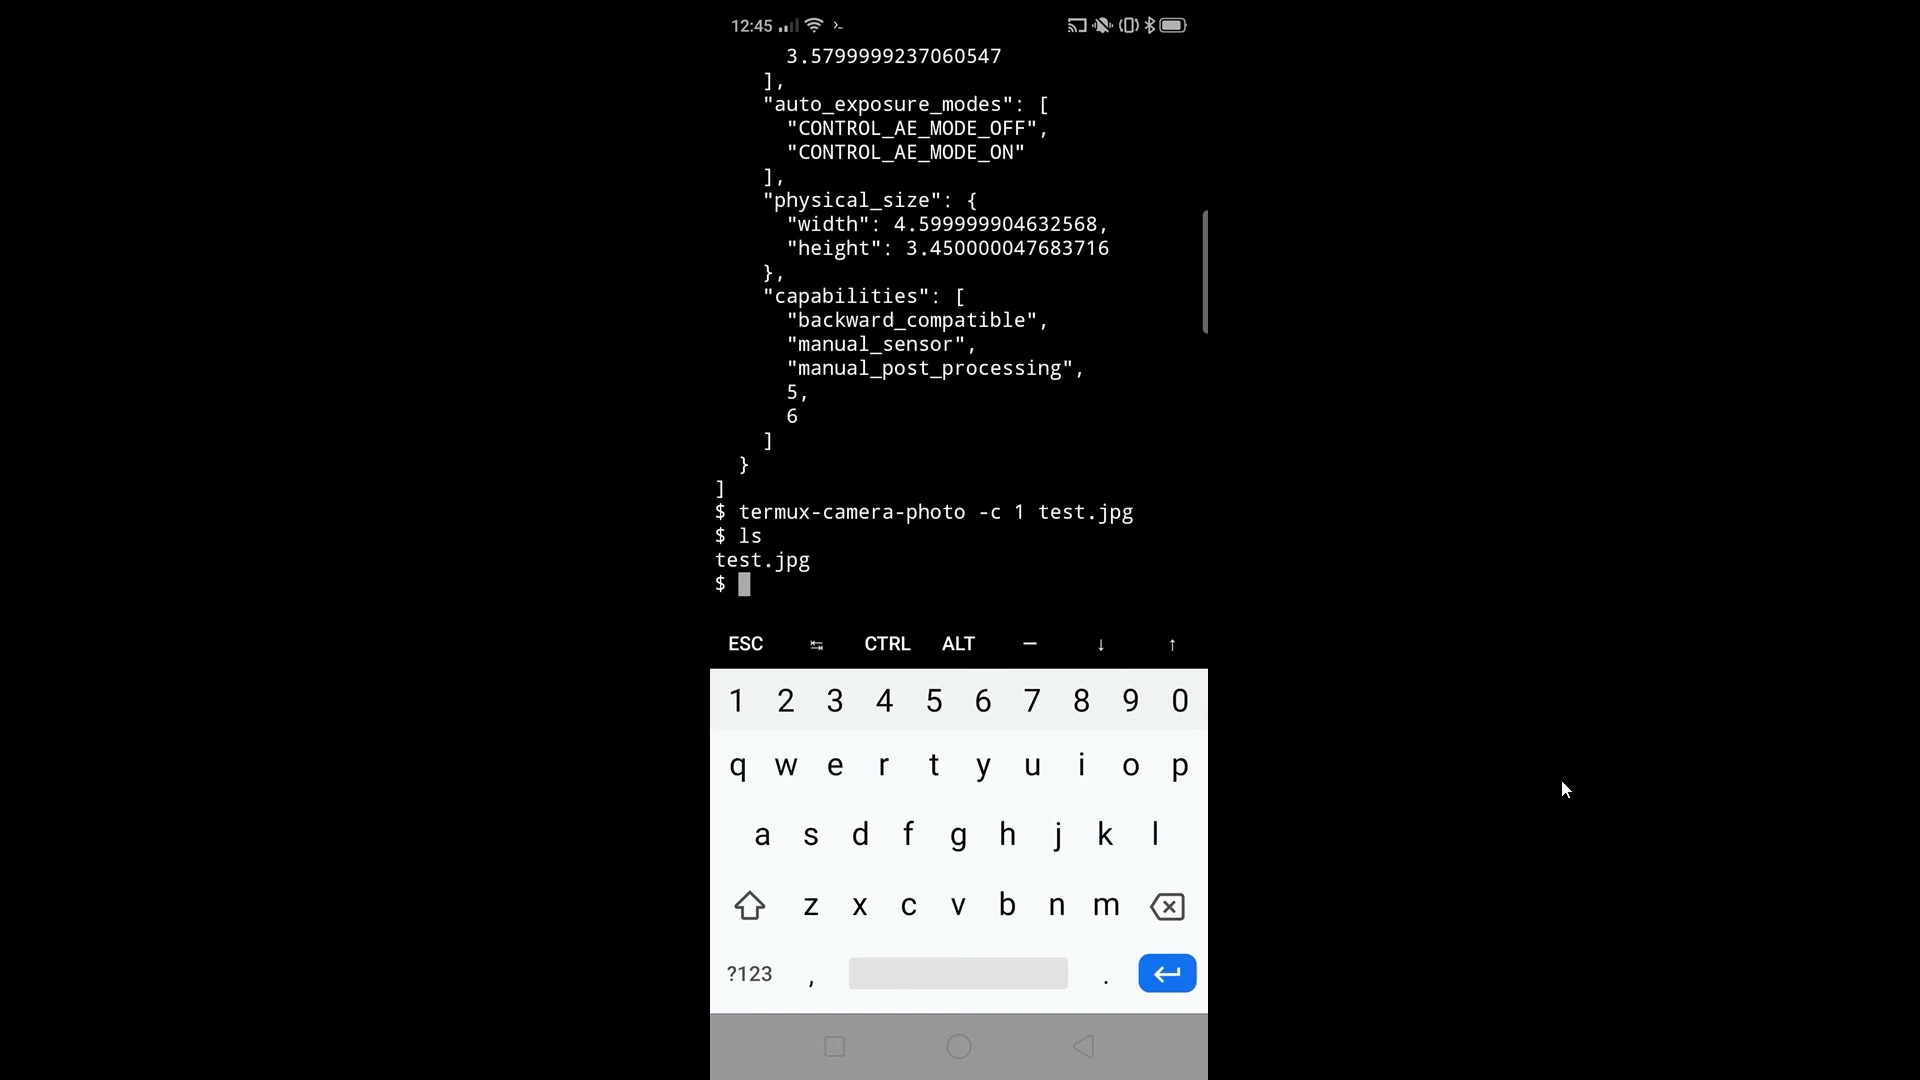 12:45
3.5799999237060547
],
"auto_exposure_modes": [
"CONTROL_AE_MODE_OFF",
"CONTROL_AE_MODE_ON"
],
"physical_size": {
"width": 4.599999904632568,
"height": 3.450000047683716
},
"capabilities": [
"backward_compatible",
"manual_sensor",
"manual_post_processing",
5,
6
]
}
]
$ termux-camera-photo -c 1 test.jpg
$ ls
test.jpg
$
ESC ⇆ CTRL ALT — ↓ ↑
1 2 3 4 5 6 7 8 9 0
q w e r t y u i o p
a s d f g h j k l
z x c v b n m
?123 , .